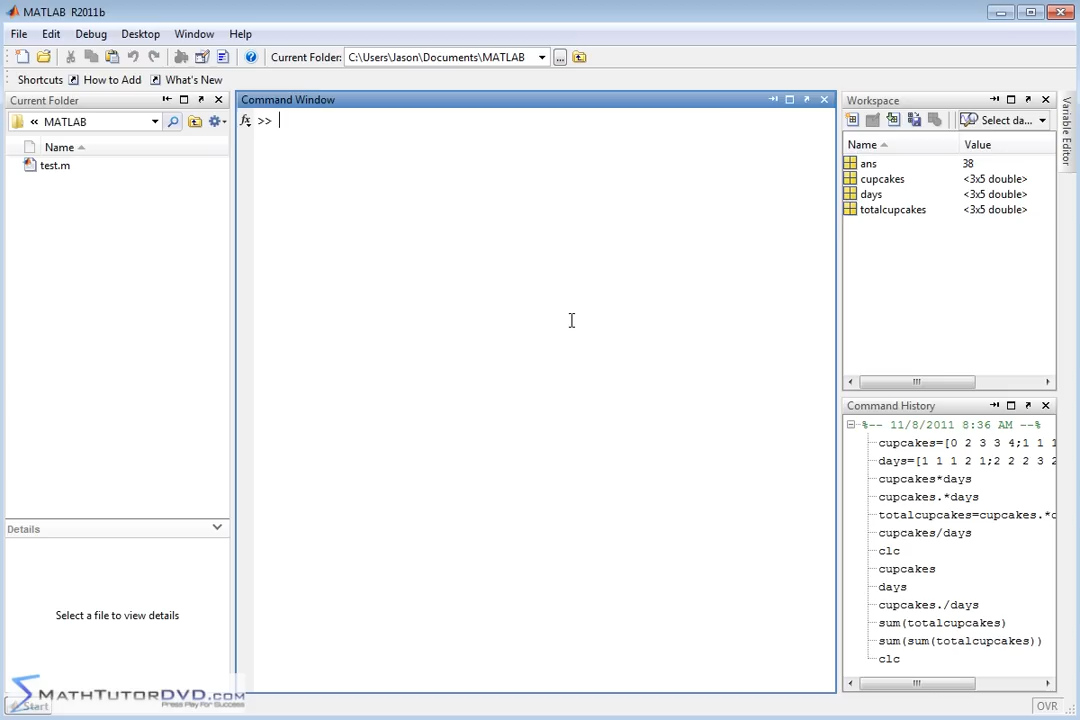 MATLAB R2011b
File Edit Debug Desktop Window Help
Current Folder: C:\Users\Jason\Documents\MATLAB ...
Shortcuts How to Add What's New
Current Folder
« MATLAB
Name
test.m
Details
Select a file to view details
MathTutorDVD.com
Press Play For Success
Start
Command Window
fx >>
Workspace
Select da...
Name Value
ans 38
cupcakes <3x5 double>
days <3x5 double>
totalcupcakes <3x5 double>
Variable Editor
Command History
%-- 11/8/2011 8:36 AM --%
cupcakes=[0 2 3 3 4;1 1 1
days=[1 1 1 2 1;2 2 2 3 2
cupcakes*days
cupcakes.*days
totalcupcakes=cupcakes.*d
cupcakes/days
clc
cupcakes
days
cupcakes./days
sum(totalcupcakes)
sum(sum(totalcupcakes))
clc
OVR